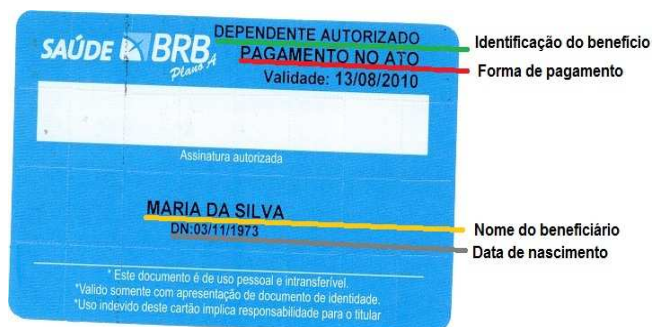 DEPENDENTE AUTORIZADO
Identificação do benefício
SAÚDE BRB
PAGAMENTO NO ATO
Forma de pagamento
Plano A
Validade: 13/08/2010
Assinatura autorizada
MARIA DA SILVA
Nome do beneficiário
DN:03/11/1973
Data de nascimento
* Este documento é de uso pessoal e intransferível.
*Valido somente com apresentação de documento de identidade.
*Uso indevido deste cartão implica responsabilidade para o titular